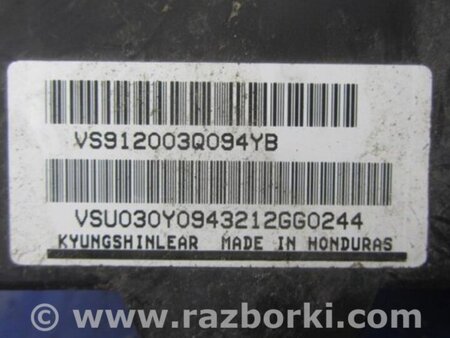 VS912003Q094YB
VSU030Y0943212GG0244
KYUNGSHINLEAR MADE IN HONDURAS
© www.razborki.com